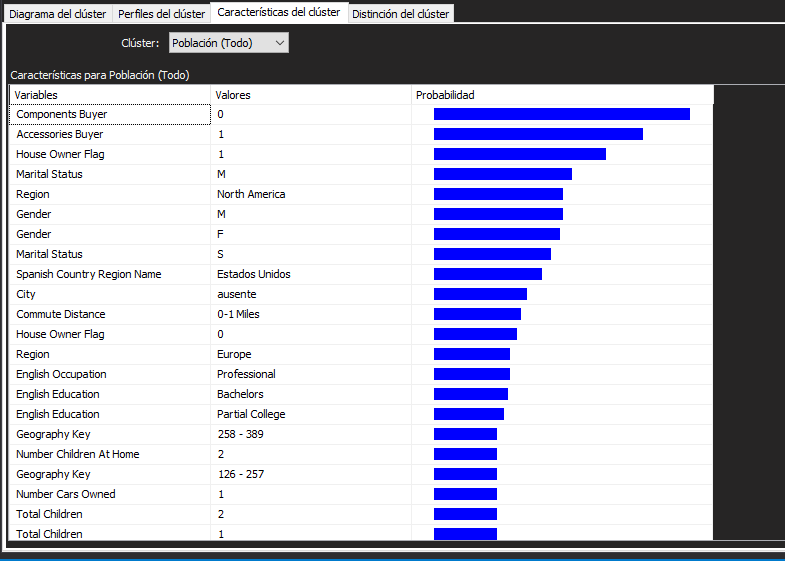 Diagrama del clúster Perfiles del clúster Características del clúster Distinción del clúster
Clúster: Población (Todo)
Características para Población (Todo)
Variables Valores Probabilidad
Components Buyer 0
Accessories Buyer 1
House Owner Flag 1
Marital Status M
Region North America
Gender M
Gender F
Marital Status S
Spanish Country Region Name Estados Unidos
City ausente
Commute Distance 0-1 Miles
House Owner Flag 0
Region Europe
English Occupation Professional
English Education Bachelors
English Education Partial College
Geography Key 258 - 389
Number Children At Home 2
Geography Key 126 - 257
Number Cars Owned 1
Total Children 2
Total Children 1